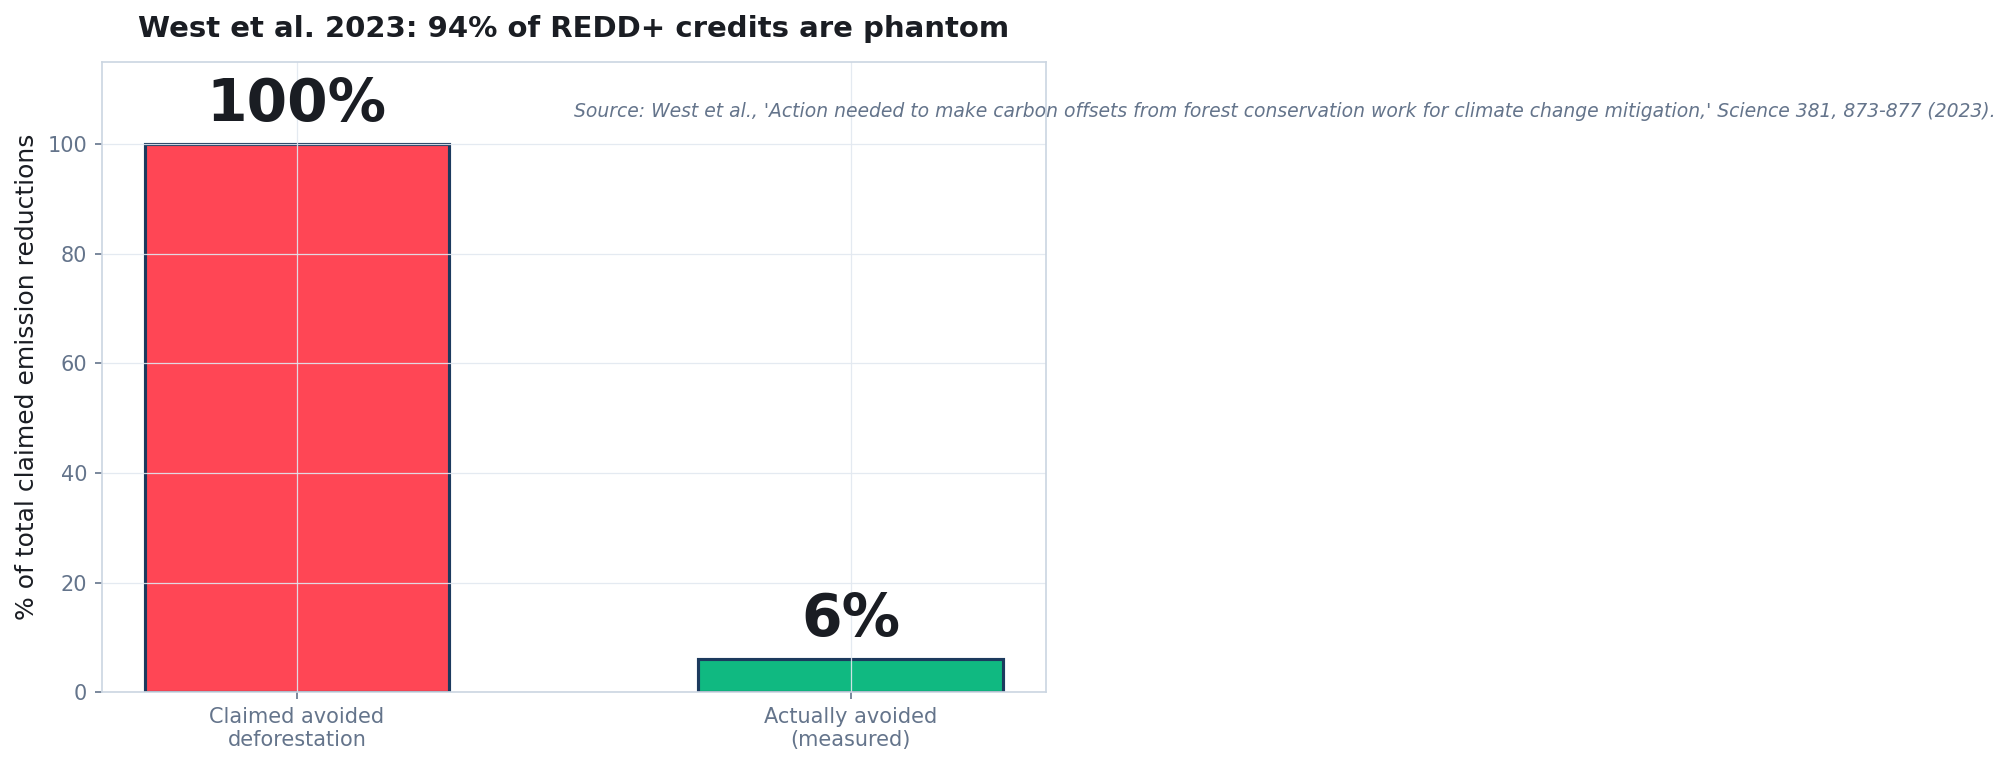 West et al. 2023: 94% of REDD+ credits are phantom
100%
Source: West et al., 'Action needed to make carbon offsets from forest conservation work for climate change mitigation,' Science 381, 873-877 (2023).
% of total claimed emission reductions
100
80
60
40
20
0
6%
Claimed avoided
deforestation
Actually avoided
(measured)